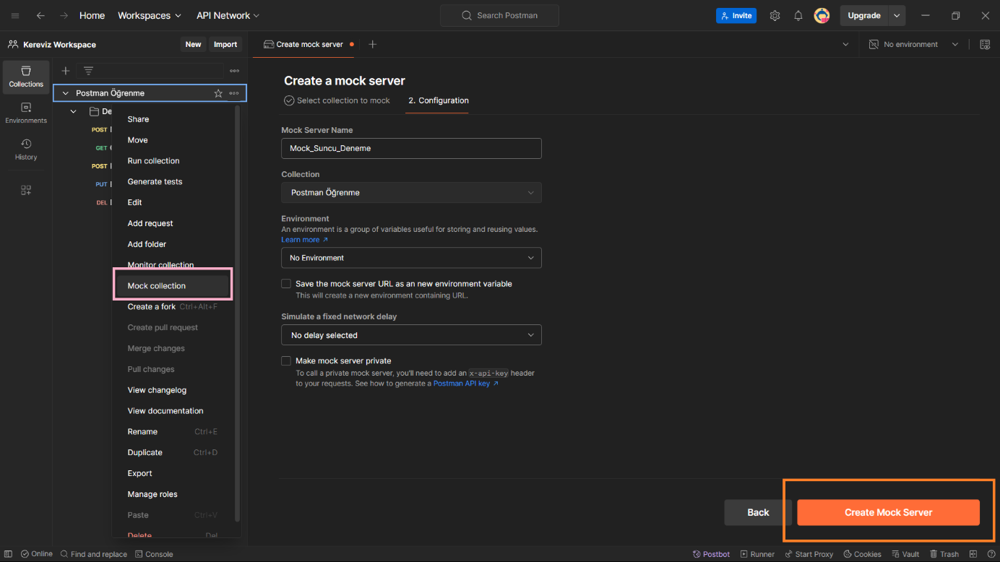 Home Workspaces API Network Search Postman Invite Upgrade
Kereviz Workspace New Import Create mock server No environment
Collections
Environments
History
Postman Öğrenme
De
POST
GET
POST
PUT
DEL
Share
Move
Run collection
Generate tests
Edit
Add request
Add folder
Monitor collection
Mock collection
Create a fork Ctrl+Alt+F
Create pull request
Merge changes
Pull changes
View changelog
View documentation
Rename Ctrl+E
Duplicate Ctrl+D
Export
Manage roles
Paste Ctrl+V
Delete Del
Create a mock server
Select collection to mock 2. Configuration
Mock Server Name
Mock_Suncu_Deneme
Collection
Postman Öğrenme
Environment
An environment is a group of variables useful for storing and reusing values.
Learn more ↗
No Environment
Save the mock server URL as an new environment variable
This will create a new environment containing URL.
Simulate a fixed network delay
No delay selected
Make mock server private
To call a private mock server, you'll need to add an x-api-key header
to your requests. See how to generate a Postman API key ↗
Back Create Mock Server
Online Find and replace Console Postbot Runner Start Proxy Cookies Vault Trash